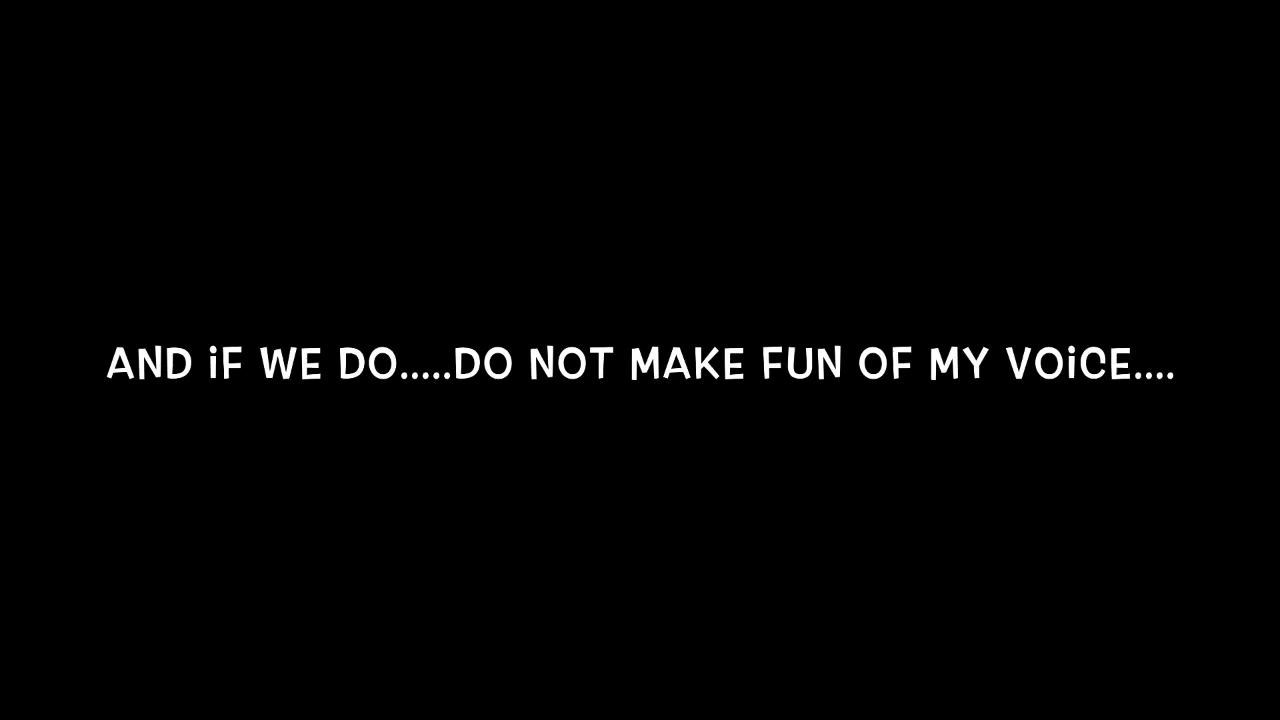 AND iF WE DO.....DO NOT MAKE FUN OF MY VOiCE....